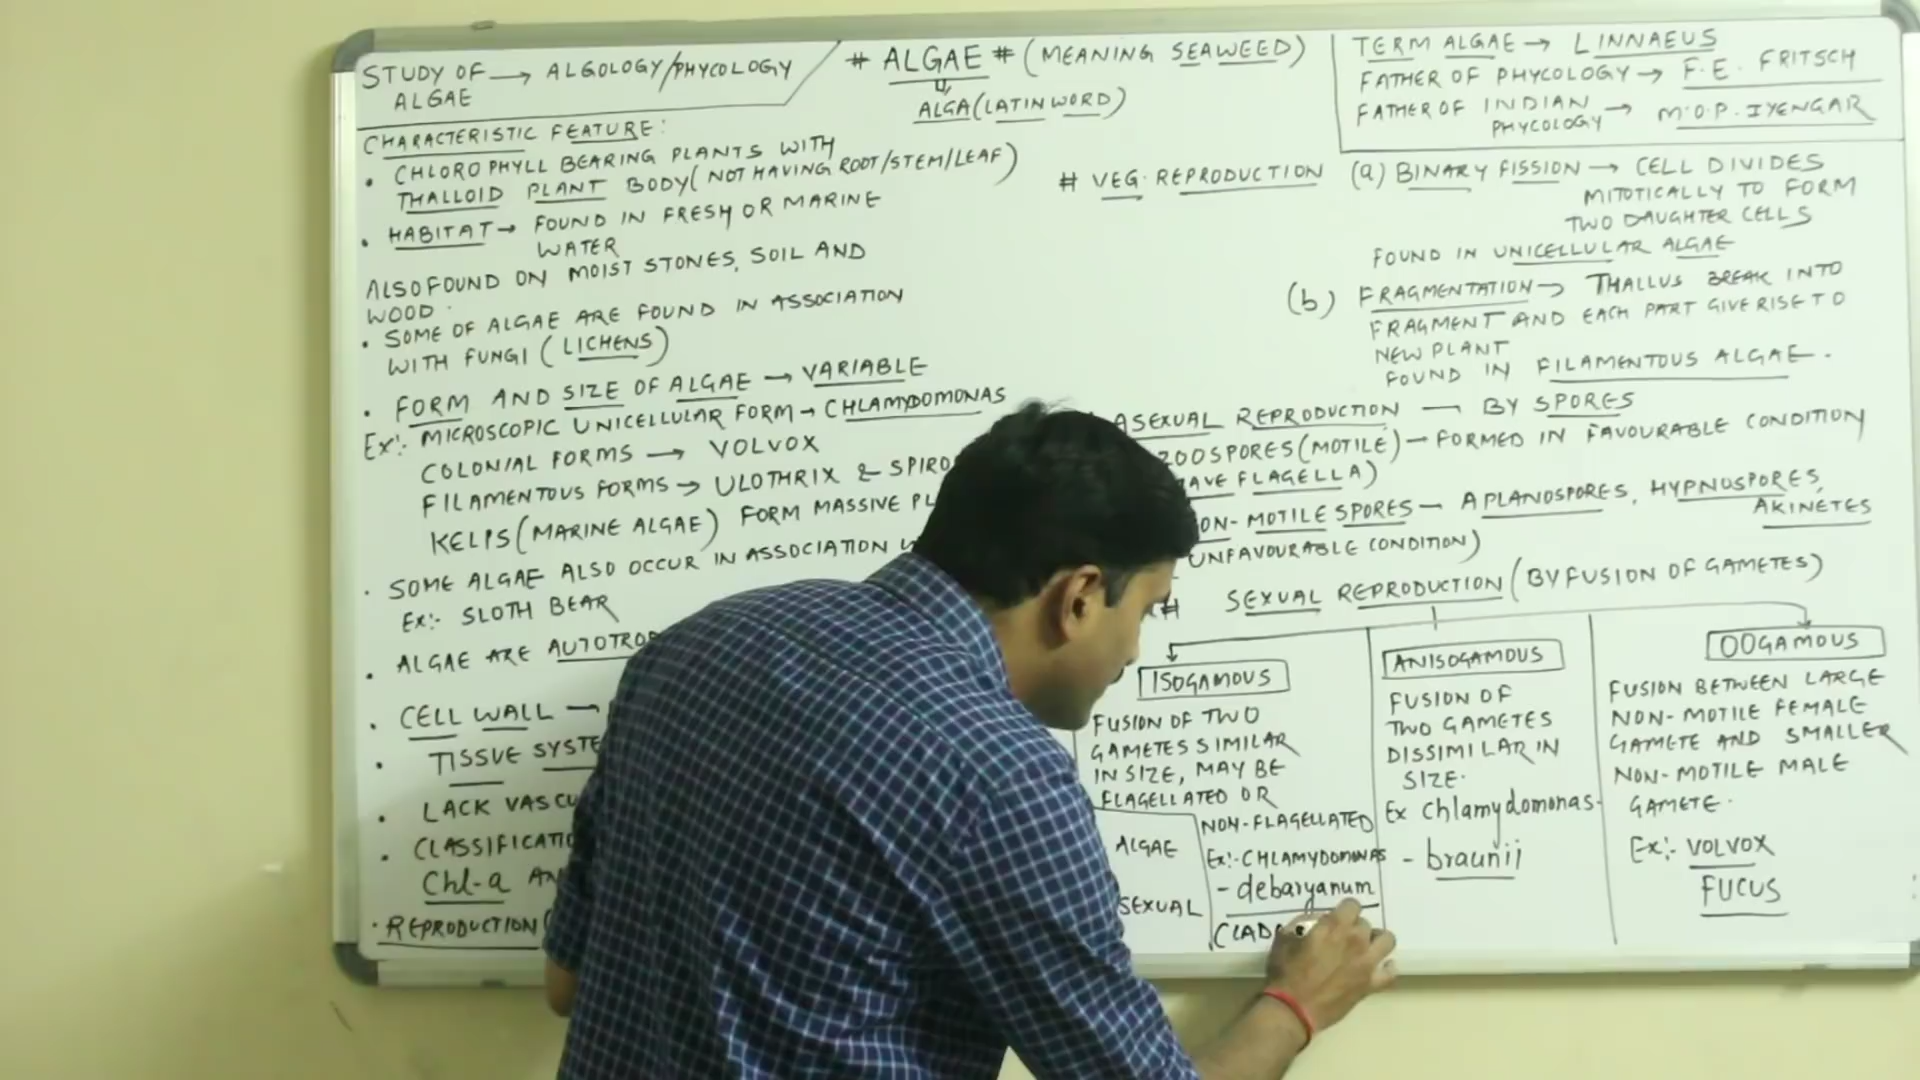 STUDY OF → ALGOLOGY/PHYCOLOGY
ALGAE
# ALGAE # (MEANING SEAWEED)
ALGA (LATIN WORD)
TERM ALGAE → LINNAEUS
FATHER OF PHYCOLOGY → F.E. FRITSCH
FATHER OF INDIAN
PHYCOLOGY → M.O.P. IYENGAR
CHARACTERISTIC FEATURE:
• CHLOROPHYLL BEARING PLANTS WITH
THALLOID PLANT BODY (NOT HAVING ROOT/STEM/LEAF)
• HABITAT → FOUND IN FRESH OR MARINE
WATER
ALSO FOUND ON MOIST STONES, SOIL AND
WOOD.
• SOME OF ALGAE ARE FOUND IN ASSOCIATION
WITH FUNGI (LICHENS)
• FORM AND SIZE OF ALGAE → VARIABLE
Ex:- MICROSCOPIC UNICELLULAR FORM → CHLAMYDOMONAS
COLONIAL FORMS → VOLVOX
FILAMENTOUS FORMS → ULOTHRIX & SPIRO
KELPS (MARINE ALGAE) FORM MASSIVE PL
• SOME ALGAE ALSO OCCUR IN ASSOCIATION
Ex:- SLOTH BEAR
• ALGAE ARE AUTOTRO
• CELL WALL →
• TISSUE SYSTE
• LACK VASCU
• CLASSIFICATIO
Chl-a AN
• REPRODUCTION (
# VEG. REPRODUCTION (a) BINARY FISSION → CELL DIVIDES
MITOTICALLY TO FORM
TWO DAUGHTER CELLS
FOUND IN UNICELLULAR ALGAE
(b) FRAGMENTATION → THALLUS BREAK INTO
FRAGMENT AND EACH PART GIVE RISE TO
NEW PLANT
FOUND IN FILAMENTOUS ALGAE.
ASEXUAL REPRODUCTION — BY SPORES
ZOOSPORES (MOTILE) → FORMED IN FAVOURABLE CONDITION
AVE FLAGELLA)
ON-MOTILE SPORES — APLANOSPORES, HYPNOSPORES,
AKINETES
UNFAVOURABLE CONDITION)
# SEXUAL REPRODUCTION (BY FUSION OF GAMETES)
ISOGAMOUS
FUSION OF TWO
GAMETES SIMILAR
IN SIZE, MAY BE
FLAGELLATED OR
NON-FLAGELLATED
Ex:- CHLAMYDOMONAS
- debaryanum
CLAD
ALGAE
SEXUAL
ANISOGAMOUS
FUSION OF
TWO GAMETES
DISSIMILAR IN
SIZE.
Ex Chlamydomonas-
- braunii
OOGAMOUS
FUSION BETWEEN LARGE
NON-MOTILE FEMALE
GAMETE AND SMALLER
NON-MOTILE MALE
GAMETE.
Ex:- VOLVOX
FUCUS